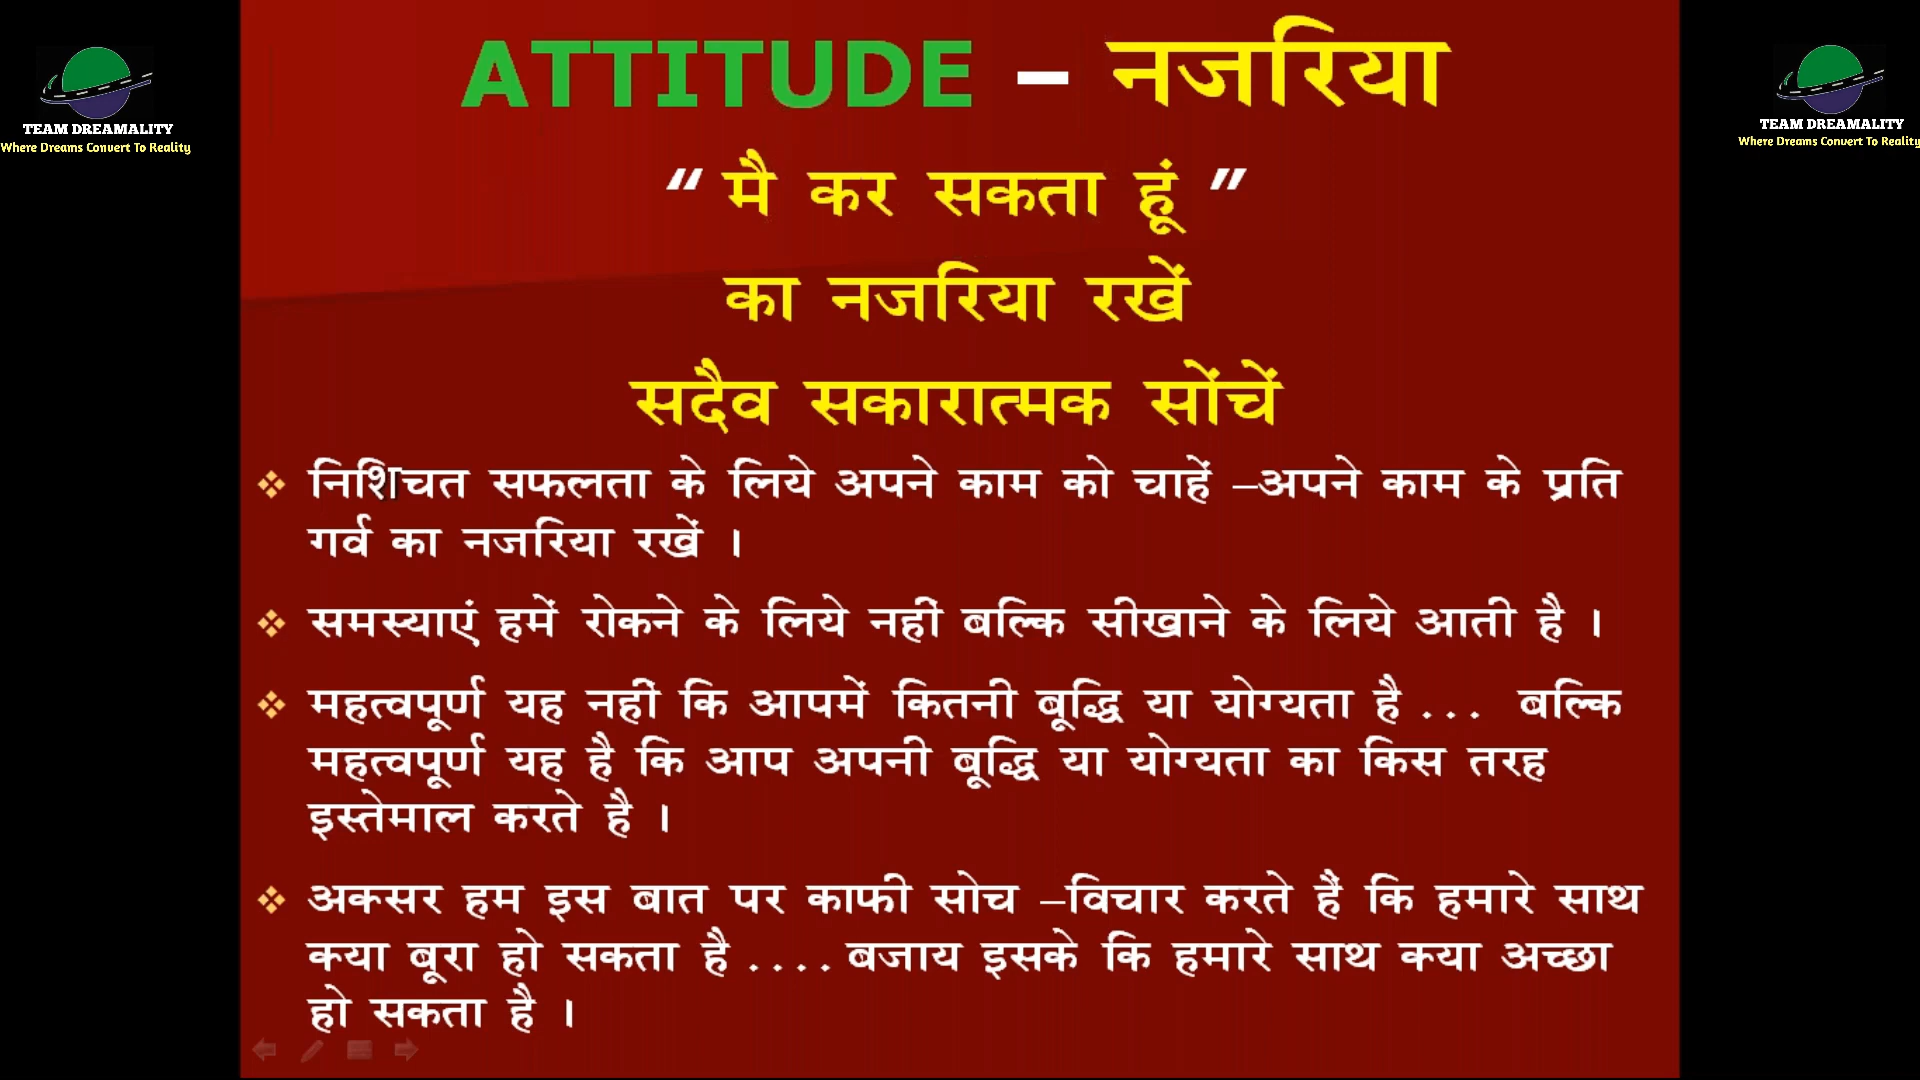 ATTITUDE – नजरिया
TEAM DREAMALITY
Where Dreams Convert To Reality
TEAM DREAMALITY
Where Dreams Convert To Reality
“ मै कर सकता हूं ”
का नजरिया रखें
सदैव सकारात्मक सोंचें
❖ निशिचत सफलता के लिये अपने काम को चाहें –अपने काम के प्रति
गर्व का नजरिया रखें ।
❖ समस्याएं हमें रोकने के लिये नहीं बल्कि सीखाने के लिये आती है ।
❖ महत्वपूर्ण यह नहीं कि आपमें कितनी बूद्धि या योग्यता है . . . बल्कि
महत्वपूर्ण यह है कि आप अपनी बूद्धि या योग्यता का किस तरह
इस्तेमाल करते है ।
❖ अक्सर हम इस बात पर काफी सोच –विचार करते हैं कि हमारे साथ
क्या बूरा हो सकता है . . . . बजाय इसके कि हमारे साथ क्या अच्छा
हो सकता है ।